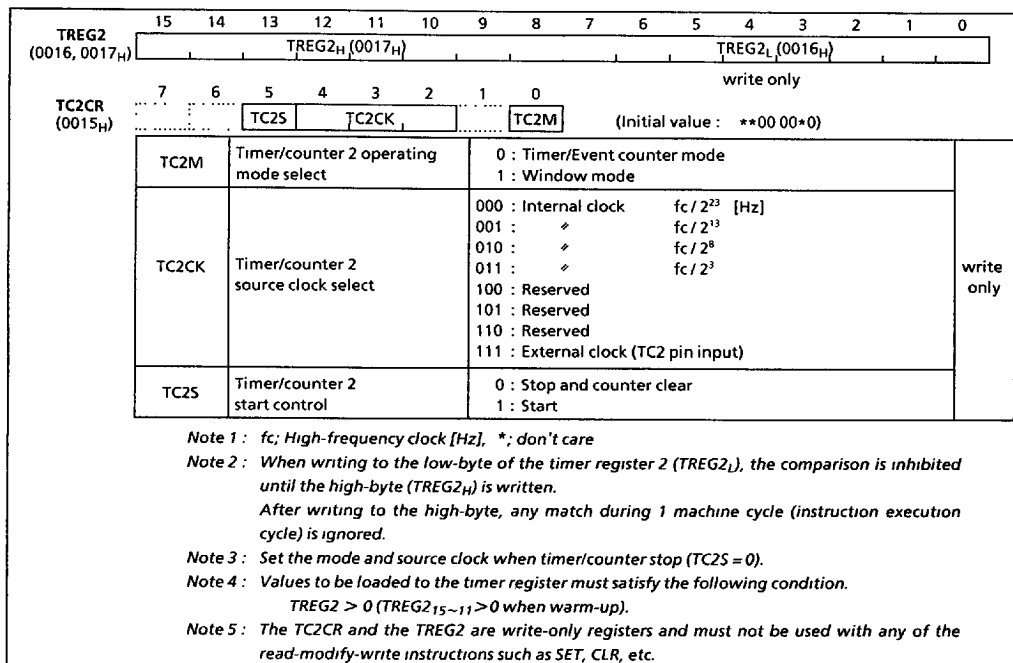 15 14 13 12 11 10 9 8 7 6 5 4 3 2 1 0
TREG2
(0016, 0017H)
TREG2H (0017H) TREG2L (0016H)
write only
7 6 5 4 3 2 1 0
TC2CR
(0015H)
TC2S TC2CK TC2M (Initial value : **00 00*0)
TC2M
Timer/counter 2 operating
mode select
0 : Timer/Event counter mode
1 : Window mode
TC2CK
Timer/counter 2
source clock select
000 : Internal clock fc / 2²³ [Hz]
001 : 〃 fc / 2¹³
010 : 〃 fc / 2⁸
011 : 〃 fc / 2³
100 : Reserved
101 : Reserved
110 : Reserved
111 : External clock (TC2 pin input)
TC2S
Timer/counter 2
start control
0 : Stop and counter clear
1 : Start
write
only
Note 1 : fc; High-frequency clock [Hz], *; don't care
Note 2 : When writing to the low-byte of the timer register 2 (TREG2L), the comparison is inhibited
until the high-byte (TREG2H) is written.
After writing to the high-byte, any match during 1 machine cycle (instruction execution
cycle) is ignored.
Note 3 : Set the mode and source clock when timer/counter stop (TC2S = 0).
Note 4 : Values to be loaded to the timer register must satisfy the following condition.
TREG2 > 0 (TREG2₁₅~₁₁ > 0 when warm-up).
Note 5 : The TC2CR and the TREG2 are write-only registers and must not be used with any of the
read-modify-write instructions such as SET, CLR, etc.